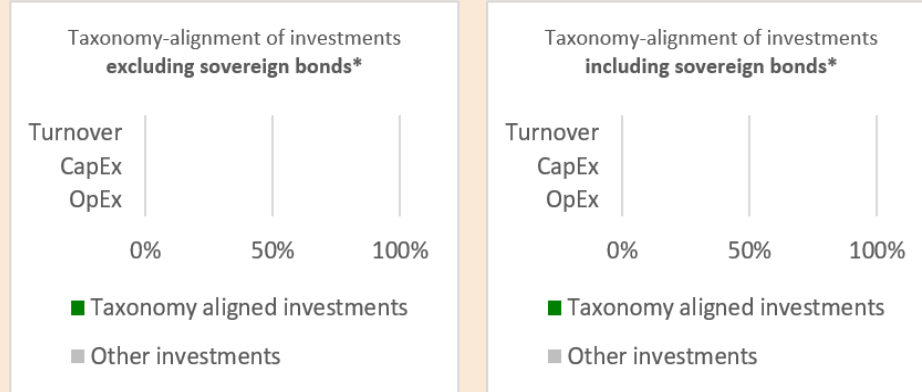 Taxonomy-alignment of investments
excluding sovereign bonds*
Turnover
CapEx
OpEx
0% 50% 100%
Taxonomy aligned investments
Other investments
Taxonomy-alignment of investments
including sovereign bonds*
Turnover
CapEx
OpEx
0% 50% 100%
Taxonomy aligned investments
Other investments